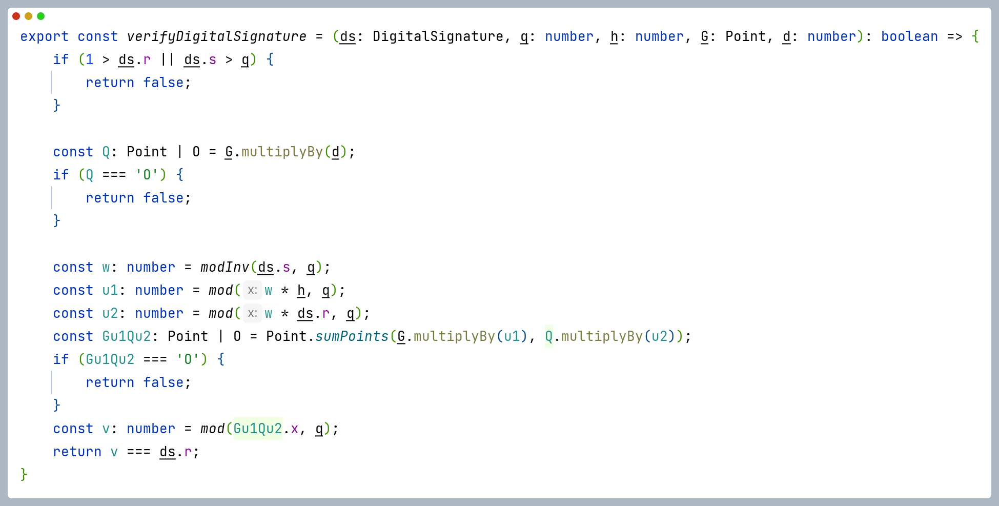 export const verifyDigitalSignature = (ds: DigitalSignature, q: number, h: number, G: Point, d: number): boolean => {
    if (1 > ds.r || ds.s > q) {
        return false;
    }

    const Q: Point | O = G.multiplyBy(d);
    if (Q === 'O') {
        return false;
    }

    const w: number = modInv(ds.s, q);
    const u1: number = mod( x: w * h, q);
    const u2: number = mod( x: w * ds.r, q);
    const Gu1Qu2: Point | O = Point.sumPoints(G.multiplyBy(u1), Q.multiplyBy(u2));
    if (Gu1Qu2 === 'O') {
        return false;
    }
    const v: number = mod(Gu1Qu2.x, q);
    return v === ds.r;
}